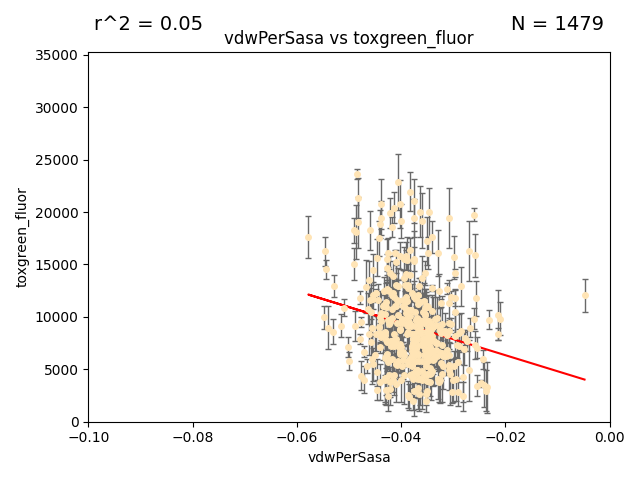 r^2 = 0.05
N = 1479
vdwPerSasa vs toxgreen_fluor
35000
30000
25000
20000
15000
10000
5000
0
toxgreen_fluor
−0.10
−0.08
−0.06
−0.04
−0.02
0.00
vdwPerSasa